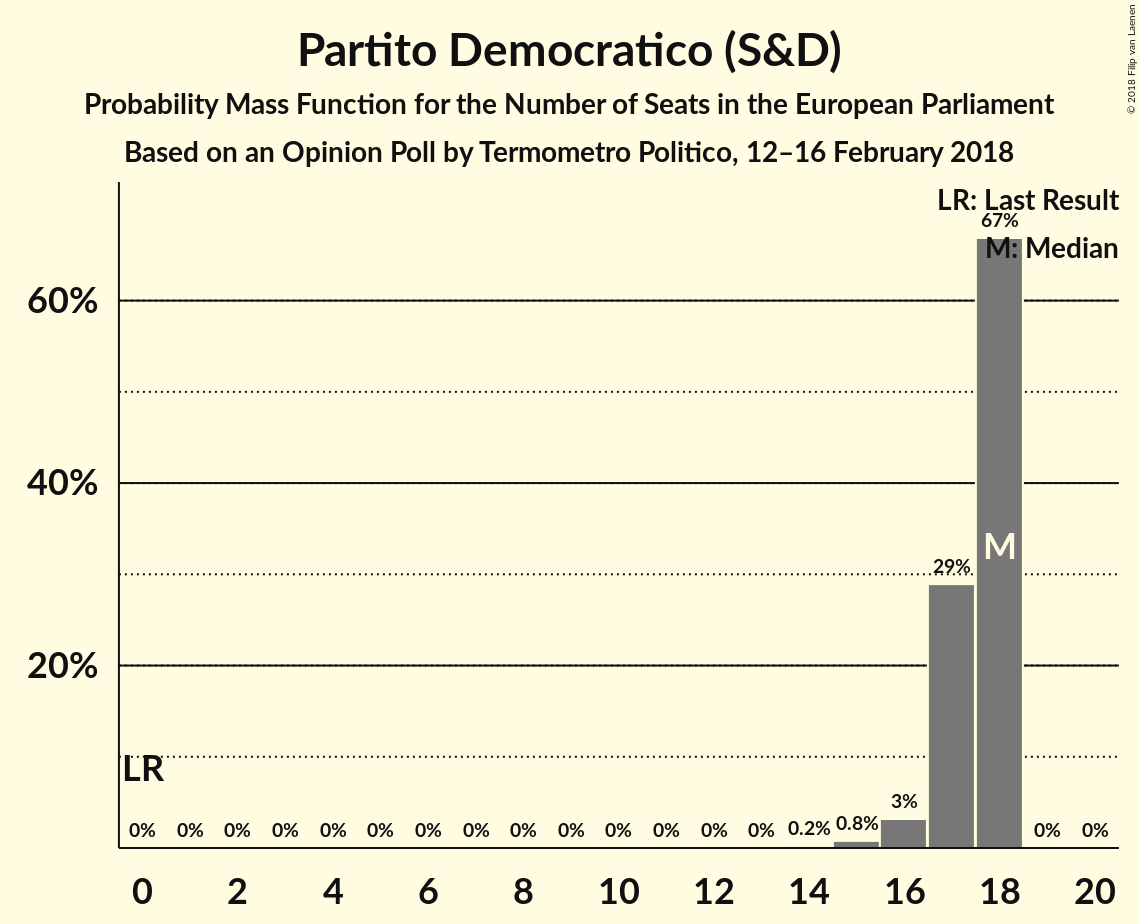 Partito Democratico (S&D)
Probability Mass Function for the Number of Seats in the European Parliament
Based on an Opinion Poll by Termometro Politico, 12–16 February 2018
© 2018 Filip van Laenen
LR: Last Result
M: Median
67%
60%
40%
M
29%
20%
LR
3%
0% 0% 0% 0% 0% 0% 0% 0% 0% 0% 0% 0% 0% 0% 0.2% 0.8% 0% 0%
0 2 4 6 8 10 12 14 16 18 20